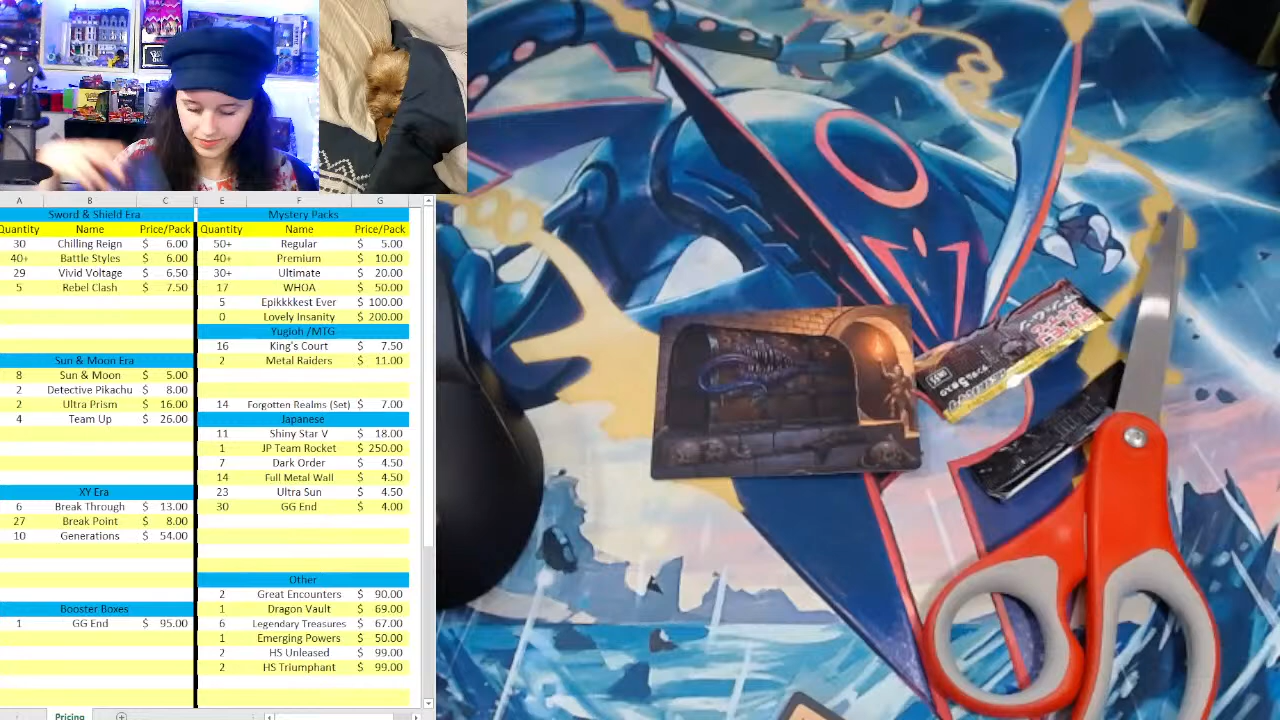 A B C D E F G
Sword & Shield Era Mystery Packs
Quantity Name Price/Pack Quantity Name Price/Pack
30 Chilling Reign $ 6.00 50+ Regular $ 5.00
40+ Battle Styles $ 6.00 40+ Premium $ 10.00
29 Vivid Voltage $ 6.50 30+ Ultimate $ 20.00
5 Rebel Clash $ 7.50 17 WHOA $ 50.00
5 Epikkkkest Ever $ 100.00
0 Lovely Insanity $ 200.00
Yugioh /MTG
16 King's Court $ 7.50
Sun & Moon Era 2 Metal Raiders $ 11.00
8 Sun & Moon $ 5.00
2 Detective Pikachu $ 8.00
2 Ultra Prism $ 16.00 14 Forgotten Realms (Set) $ 7.00
4 Team Up $ 26.00 Japanese
11 Shiny Star V $ 18.00
1 JP Team Rocket $ 250.00
7 Dark Order $ 4.50
14 Full Metal Wall $ 4.50
XY Era 23 Ultra Sun $ 4.50
6 Break Through $ 13.00 30 GG End $ 4.00
27 Break Point $ 8.00
10 Generations $ 54.00
Other
2 Great Encounters $ 90.00
Booster Boxes 1 Dragon Vault $ 69.00
1 GG End $ 95.00 6 Legendary Treasures $ 67.00
1 Emerging Powers $ 50.00
2 HS Unleased $ 99.00
2 HS Triumphant $ 99.00
Pricing